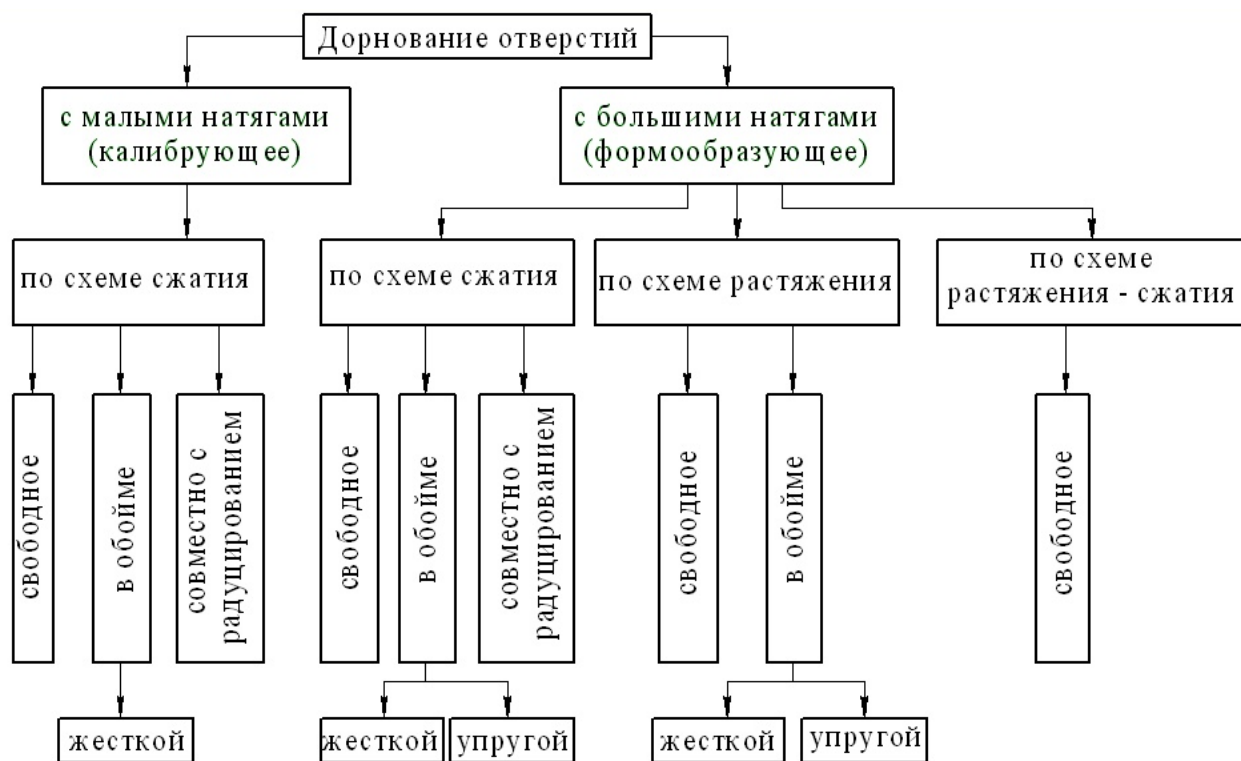 Дорнование отверстий
с малыми натягами
(калибрующее)
с большими натягами
(формообразующее)
по схеме сжатия
по схеме сжатия
по схеме растяжения
по схеме
растяжения - сжатия
свободное
в обойме
совместно с
радуцированием
свободное
в обойме
совместно с
радуцированием
свободное
в обойме
свободное
жесткой
жесткой
упругой
жесткой
упругой